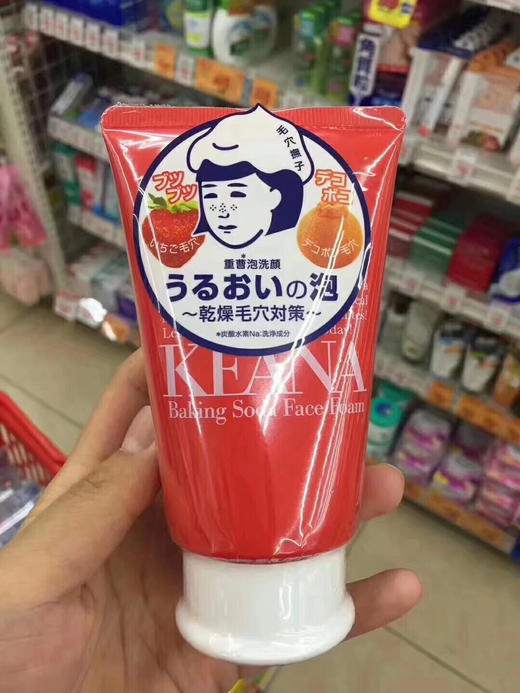 毛穴撫子
ブツ
ブツ
デコ
ボコ
いちご毛穴
デコポン毛穴
重曹泡洗顔
うるおいの泡
～乾燥毛穴対策～
*炭酸水素Na:洗浄成分
KEANA
Baking Soda Face Foam